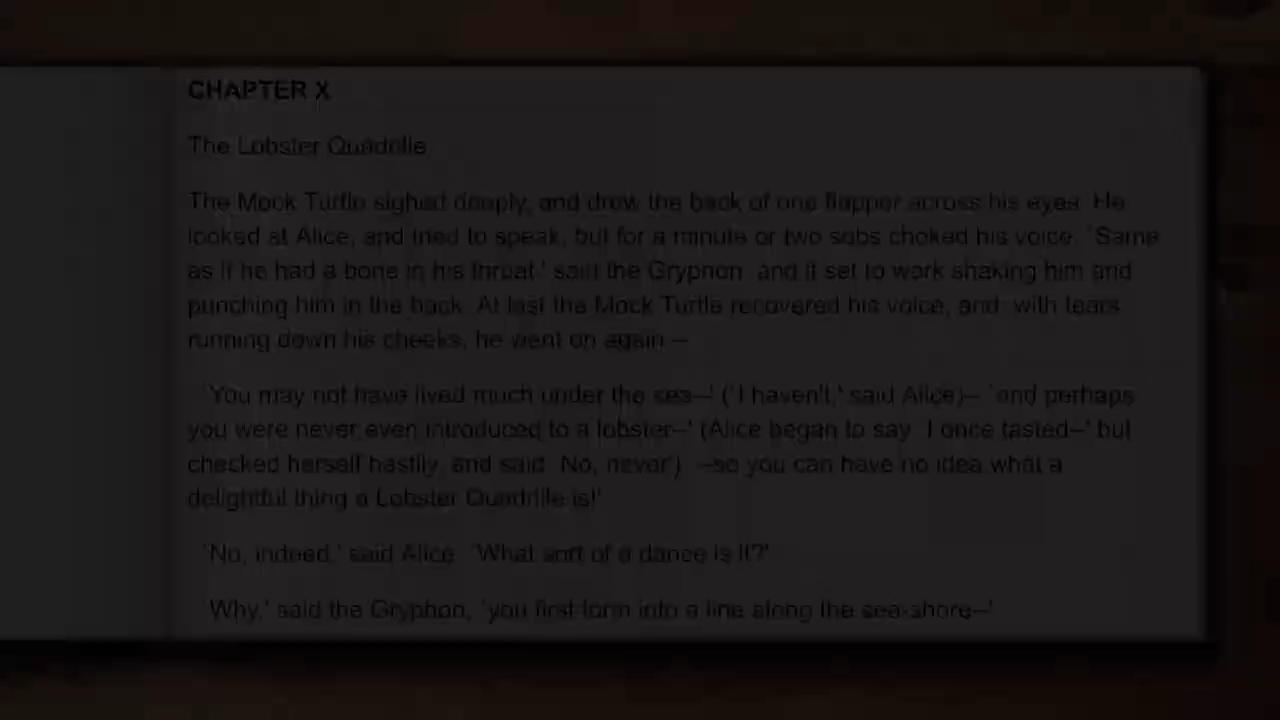 CHAPTER X
The Lobster Quadrille
The Mock Turtle sighed deeply, and drew the back of one flapper across his eyes. He
looked at Alice, and tried to speak, but for a minute or two sobs choked his voice. `Same
as if he had a bone in his throat,' said the Gryphon: and it set to work shaking him and
punching him in the back. At last the Mock Turtle recovered his voice, and, with tears
running down his cheeks, he went on again:--
`You may not have lived much under the sea--' (`I haven't,' said Alice)-- `and perhaps
you were never even introduced to a lobster--' (Alice began to say `I once tasted--' but
checked herself hastily, and said `No, never') `--so you can have no idea what a
delightful thing a Lobster Quadrille is!'
`No, indeed,' said Alice. `What sort of a dance is it?'
`Why,' said the Gryphon, `you first form into a line along the sea-shore--'